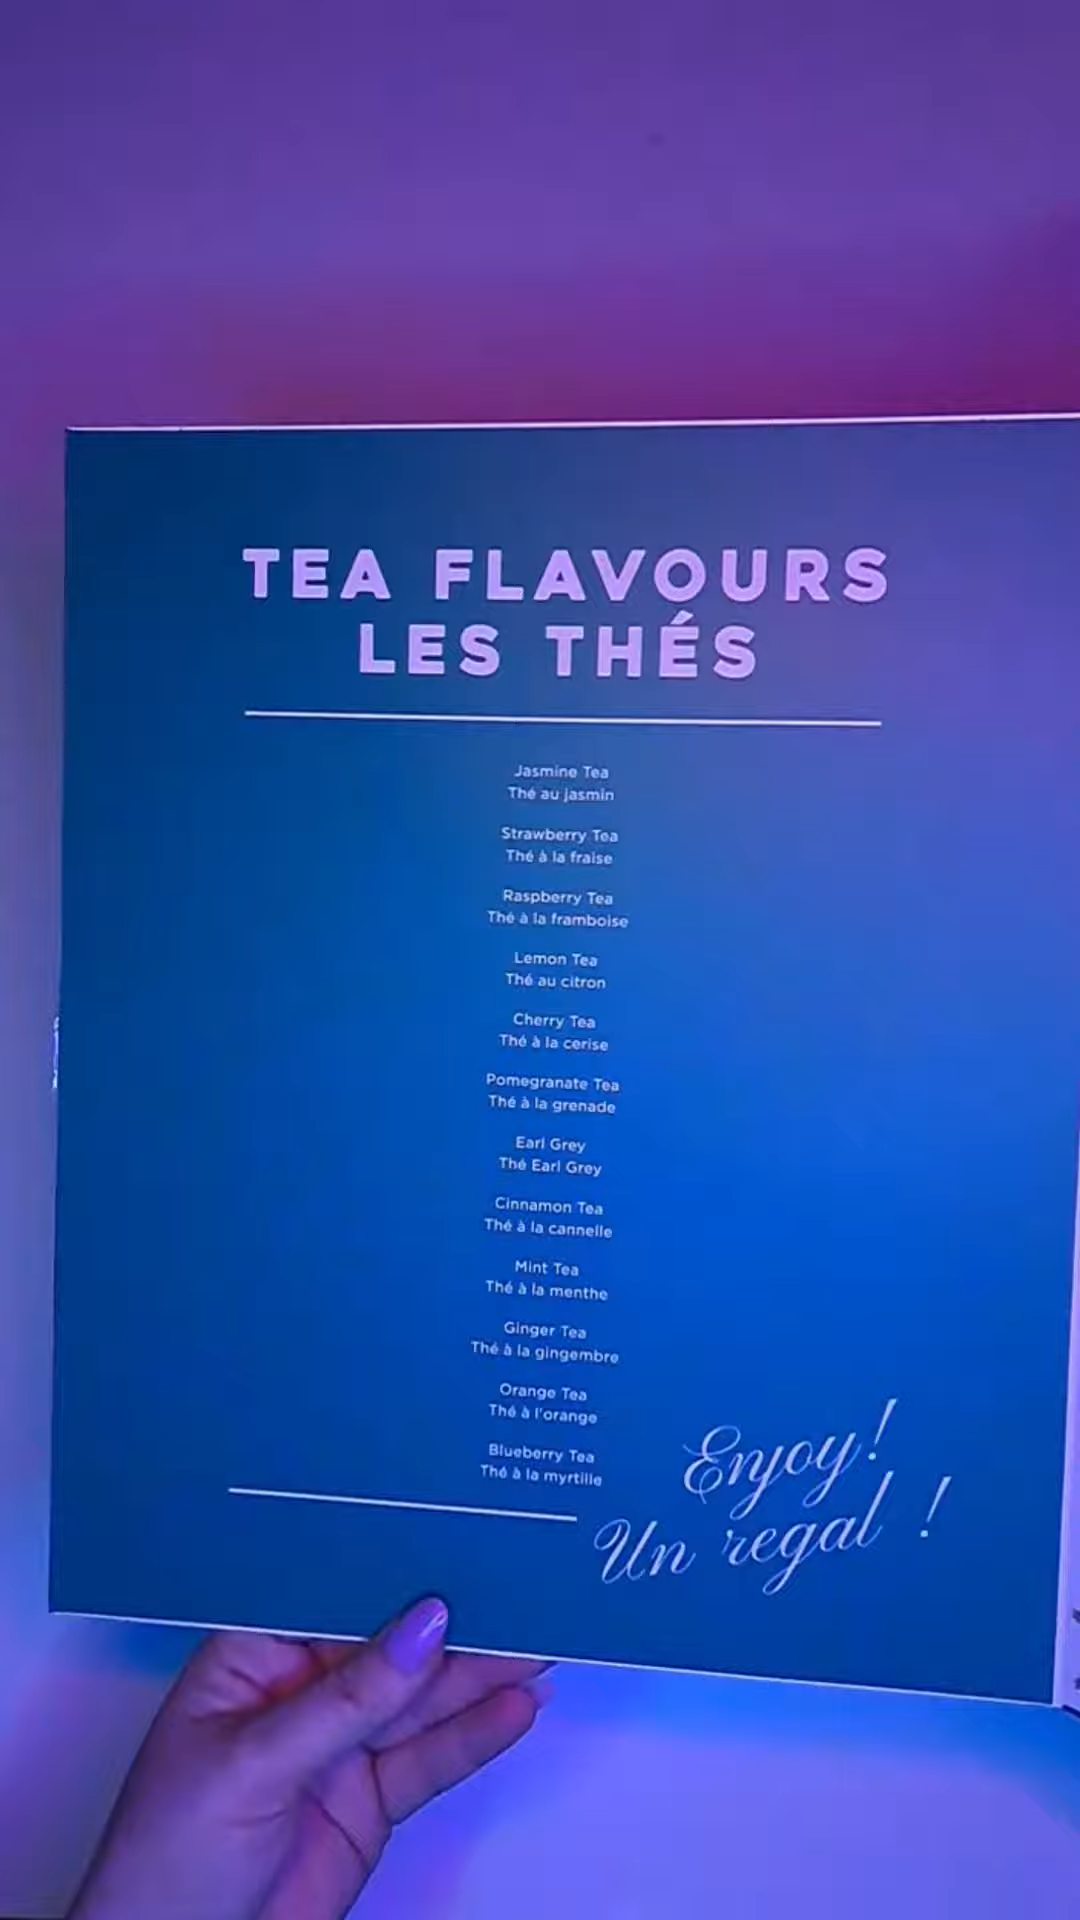 TEA FLAVOURS
LES THÉS
Jasmine Tea
Thé au jasmin
Strawberry Tea
Thé à la fraise
Raspberry Tea
Thé à la framboise
Lemon Tea
Thé au citron
Cherry Tea
Thé à la cerise
Pomegranate Tea
Thé à la grenade
Earl Grey
Thé Earl Grey
Cinnamon Tea
Thé à la cannelle
Mint Tea
Thé à la menthe
Ginger Tea
Thé à la gingembre
Orange Tea
Thé à l'orange
Blueberry Tea
Thé à la myrtille
Enjoy!
Un regal !